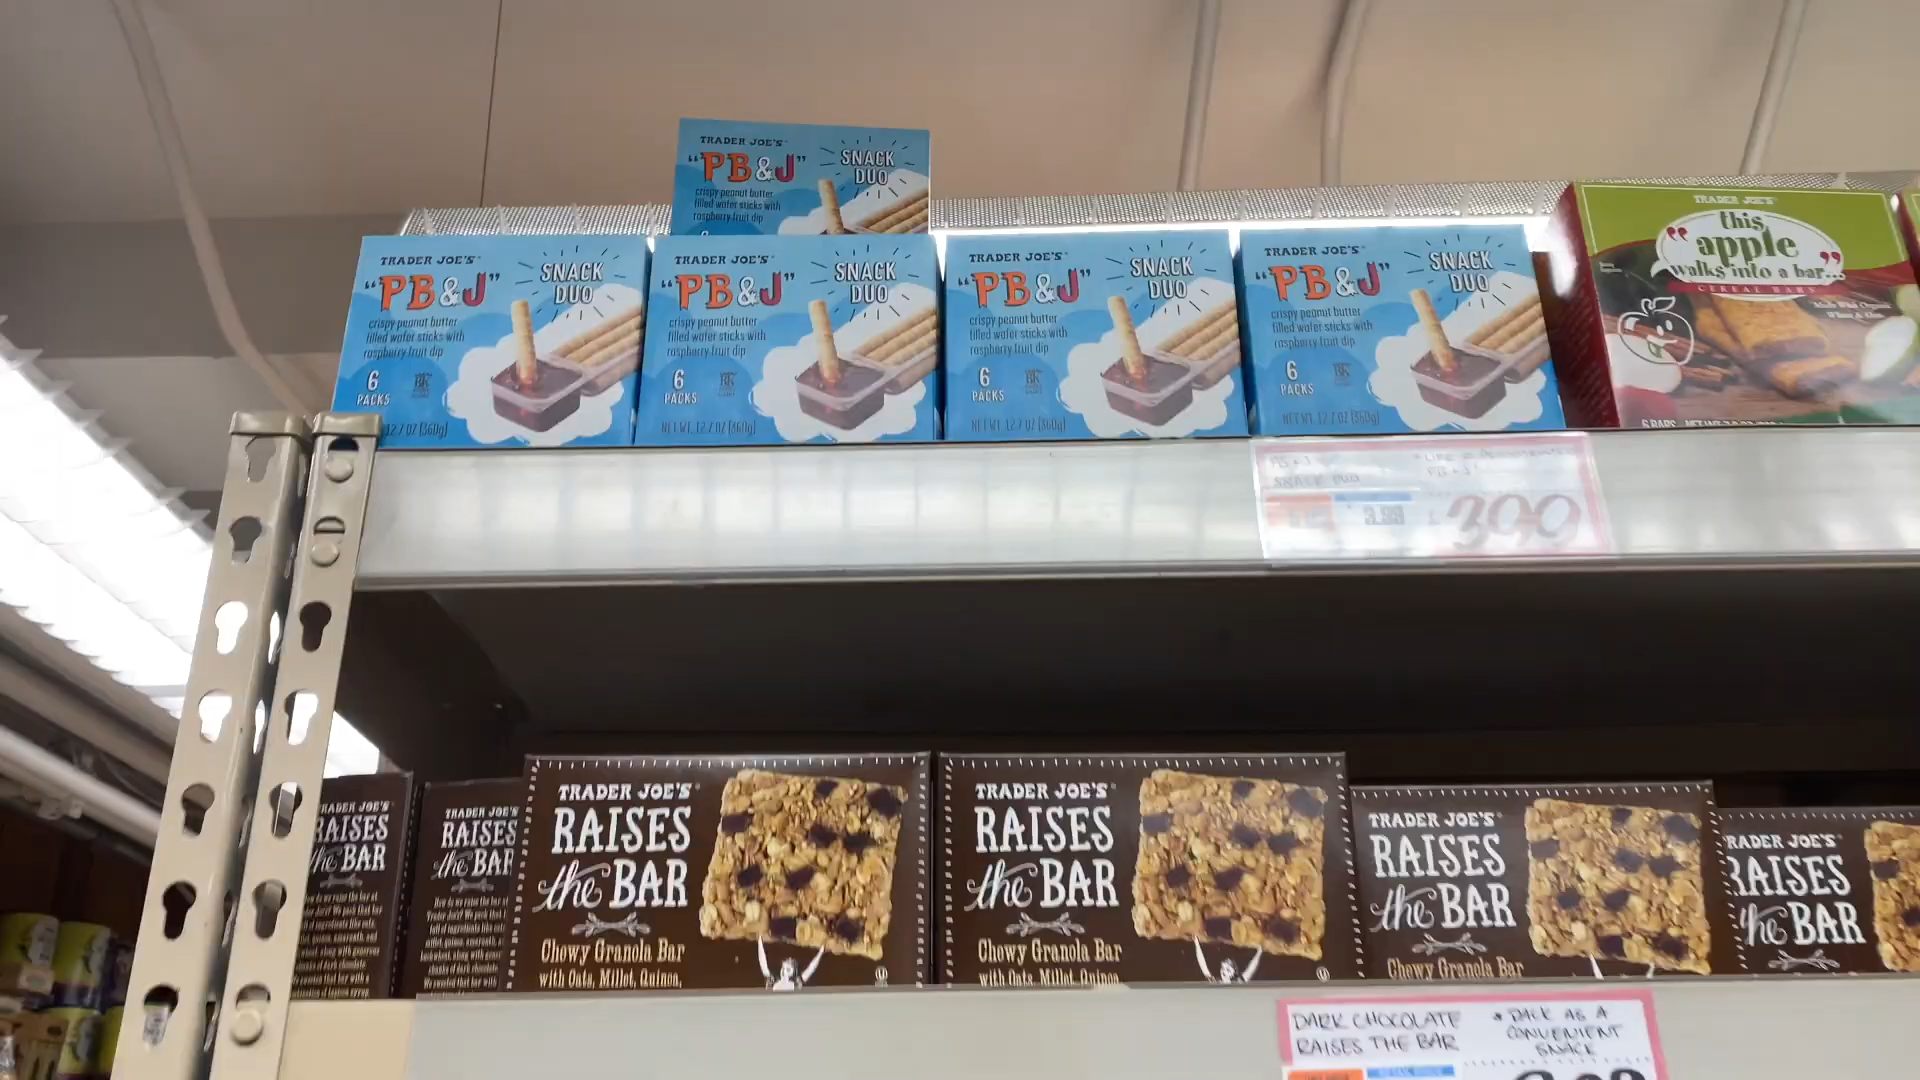 TRADER JOE'S
"PB&J"
SNACK
DUO
crispy peanut butter
filled wafer sticks with
raspberry fruit dip
TRADER JOE'S
"PB&J"
SNACK
DUO
crispy peanut butter
filled wafer sticks with
raspberry fruit dip
6
PACKS
12.7 OZ (360g)
TRADER JOE'S
"PB&J"
SNACK
DUO
crispy peanut butter
filled wafer sticks with
raspberry fruit dip
6
PACKS
NET WT. 12.7 OZ (360g)
TRADER JOE'S
"PB&J"
SNACK
DUO
crispy peanut butter
filled wafer sticks with
raspberry fruit dip
6
PACKS
NET WT. 12.7 OZ (360g)
TRADER JOE'S
"PB&J"
SNACK
DUO
crispy peanut butter
filled wafer sticks with
raspberry fruit dip
6
PACKS
NET WT. 12.7 OZ (360g)
TRADER JOE'S
"this
apple
walks into a bar..."
CEREAL BARS
6 BARS
SNACK DUO
3.99
399
TRADER JOE'S
RAISES
the BAR
TRADER JOE'S
RAISES
the BAR
TRADER JOE'S
RAISES
the BAR
Chewy Granola Bar
with Oats, Millet, Quinoa,
TRADER JOE'S
RAISES
the BAR
Chewy Granola Bar
with Oats, Millet, Quinoa
TRADER JOE'S
RAISES
the BAR
Chewy Granola Bar
TRADER JOE'S
RAISES
the BAR
DARK CHOCOLATE
RAISES THE BAR
• PACK AS A
CONVENIENT
SNACK